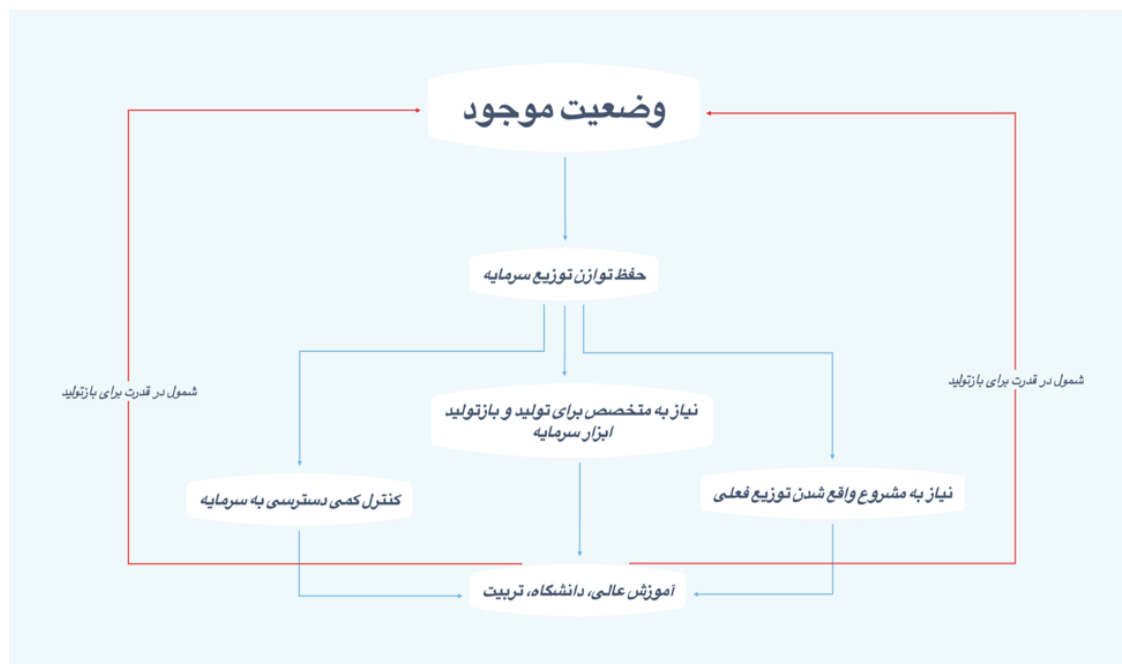 وضعیت موجود
حفظ توازن توزیع سرمایه
شمول در قدرت برای بازتولید
شمول در قدرت برای بازتولید
نیاز به متخصص برای تولید و بازتولید
ابزار سرمایه
نیاز به مشروع واقع شدن توزیع فعلی
کنترل کمی دسترسی به سرمایه
آموزش عالی، دانشگاه، تربیت